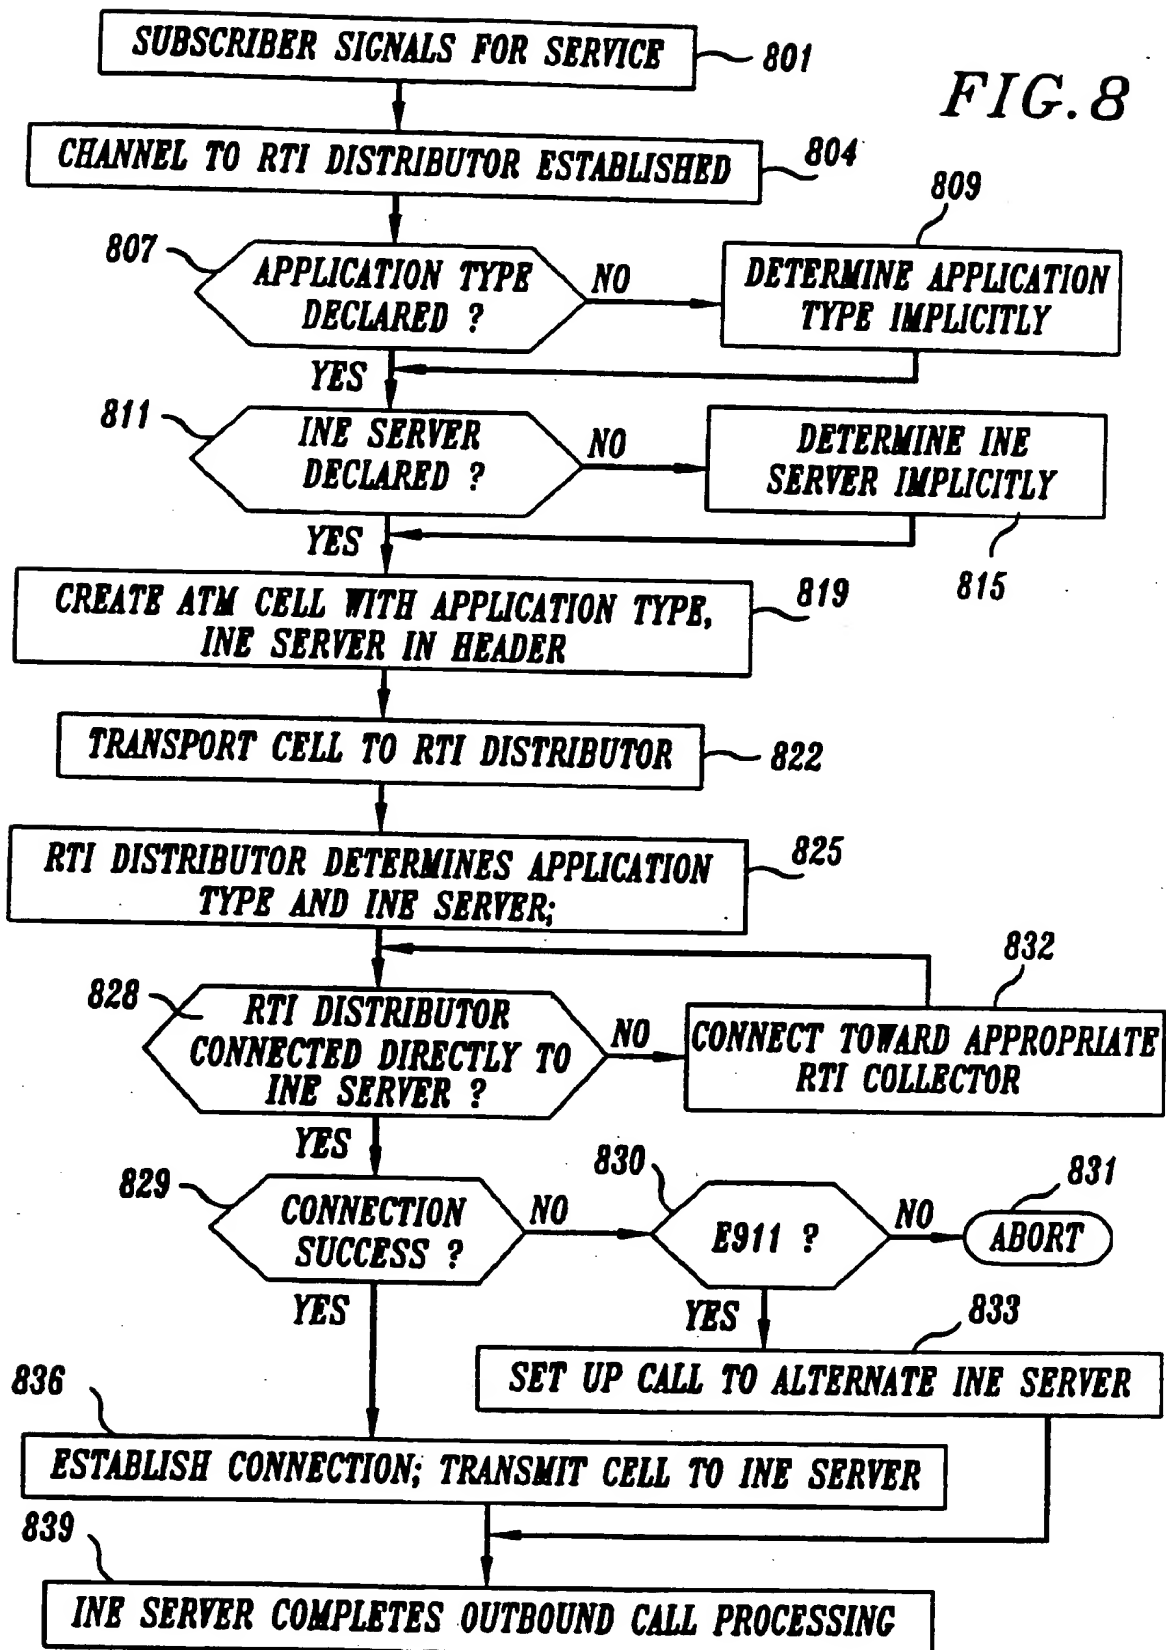 SUBSCRIBER SIGNALS FOR SERVICE
801
FIG. 8
CHANNEL TO RTI DISTRIBUTOR ESTABLISHED
804
807
APPLICATION TYPE
DECLARED ?
NO
809
DETERMINE APPLICATION
TYPE IMPLICITLY
YES
811
INE SERVER
DECLARED ?
NO
DETERMINE INE
SERVER IMPLICITLY
815
YES
CREATE ATM CELL WITH APPLICATION TYPE,
INE SERVER IN HEADER
819
TRANSPORT CELL TO RTI DISTRIBUTOR
822
RTI DISTRIBUTOR DETERMINES APPLICATION
TYPE AND INE SERVER;
825
828
RTI DISTRIBUTOR
CONNECTED DIRECTLY TO
INE SERVER ?
NO
832
CONNECT TOWARD APPROPRIATE
RTI COLLECTOR
YES
829
CONNECTION
SUCCESS ?
NO
830
E911 ?
NO
831
ABORT
YES
YES
833
SET UP CALL TO ALTERNATE INE SERVER
836
ESTABLISH CONNECTION; TRANSMIT CELL TO INE SERVER
839
INE SERVER COMPLETES OUTBOUND CALL PROCESSING